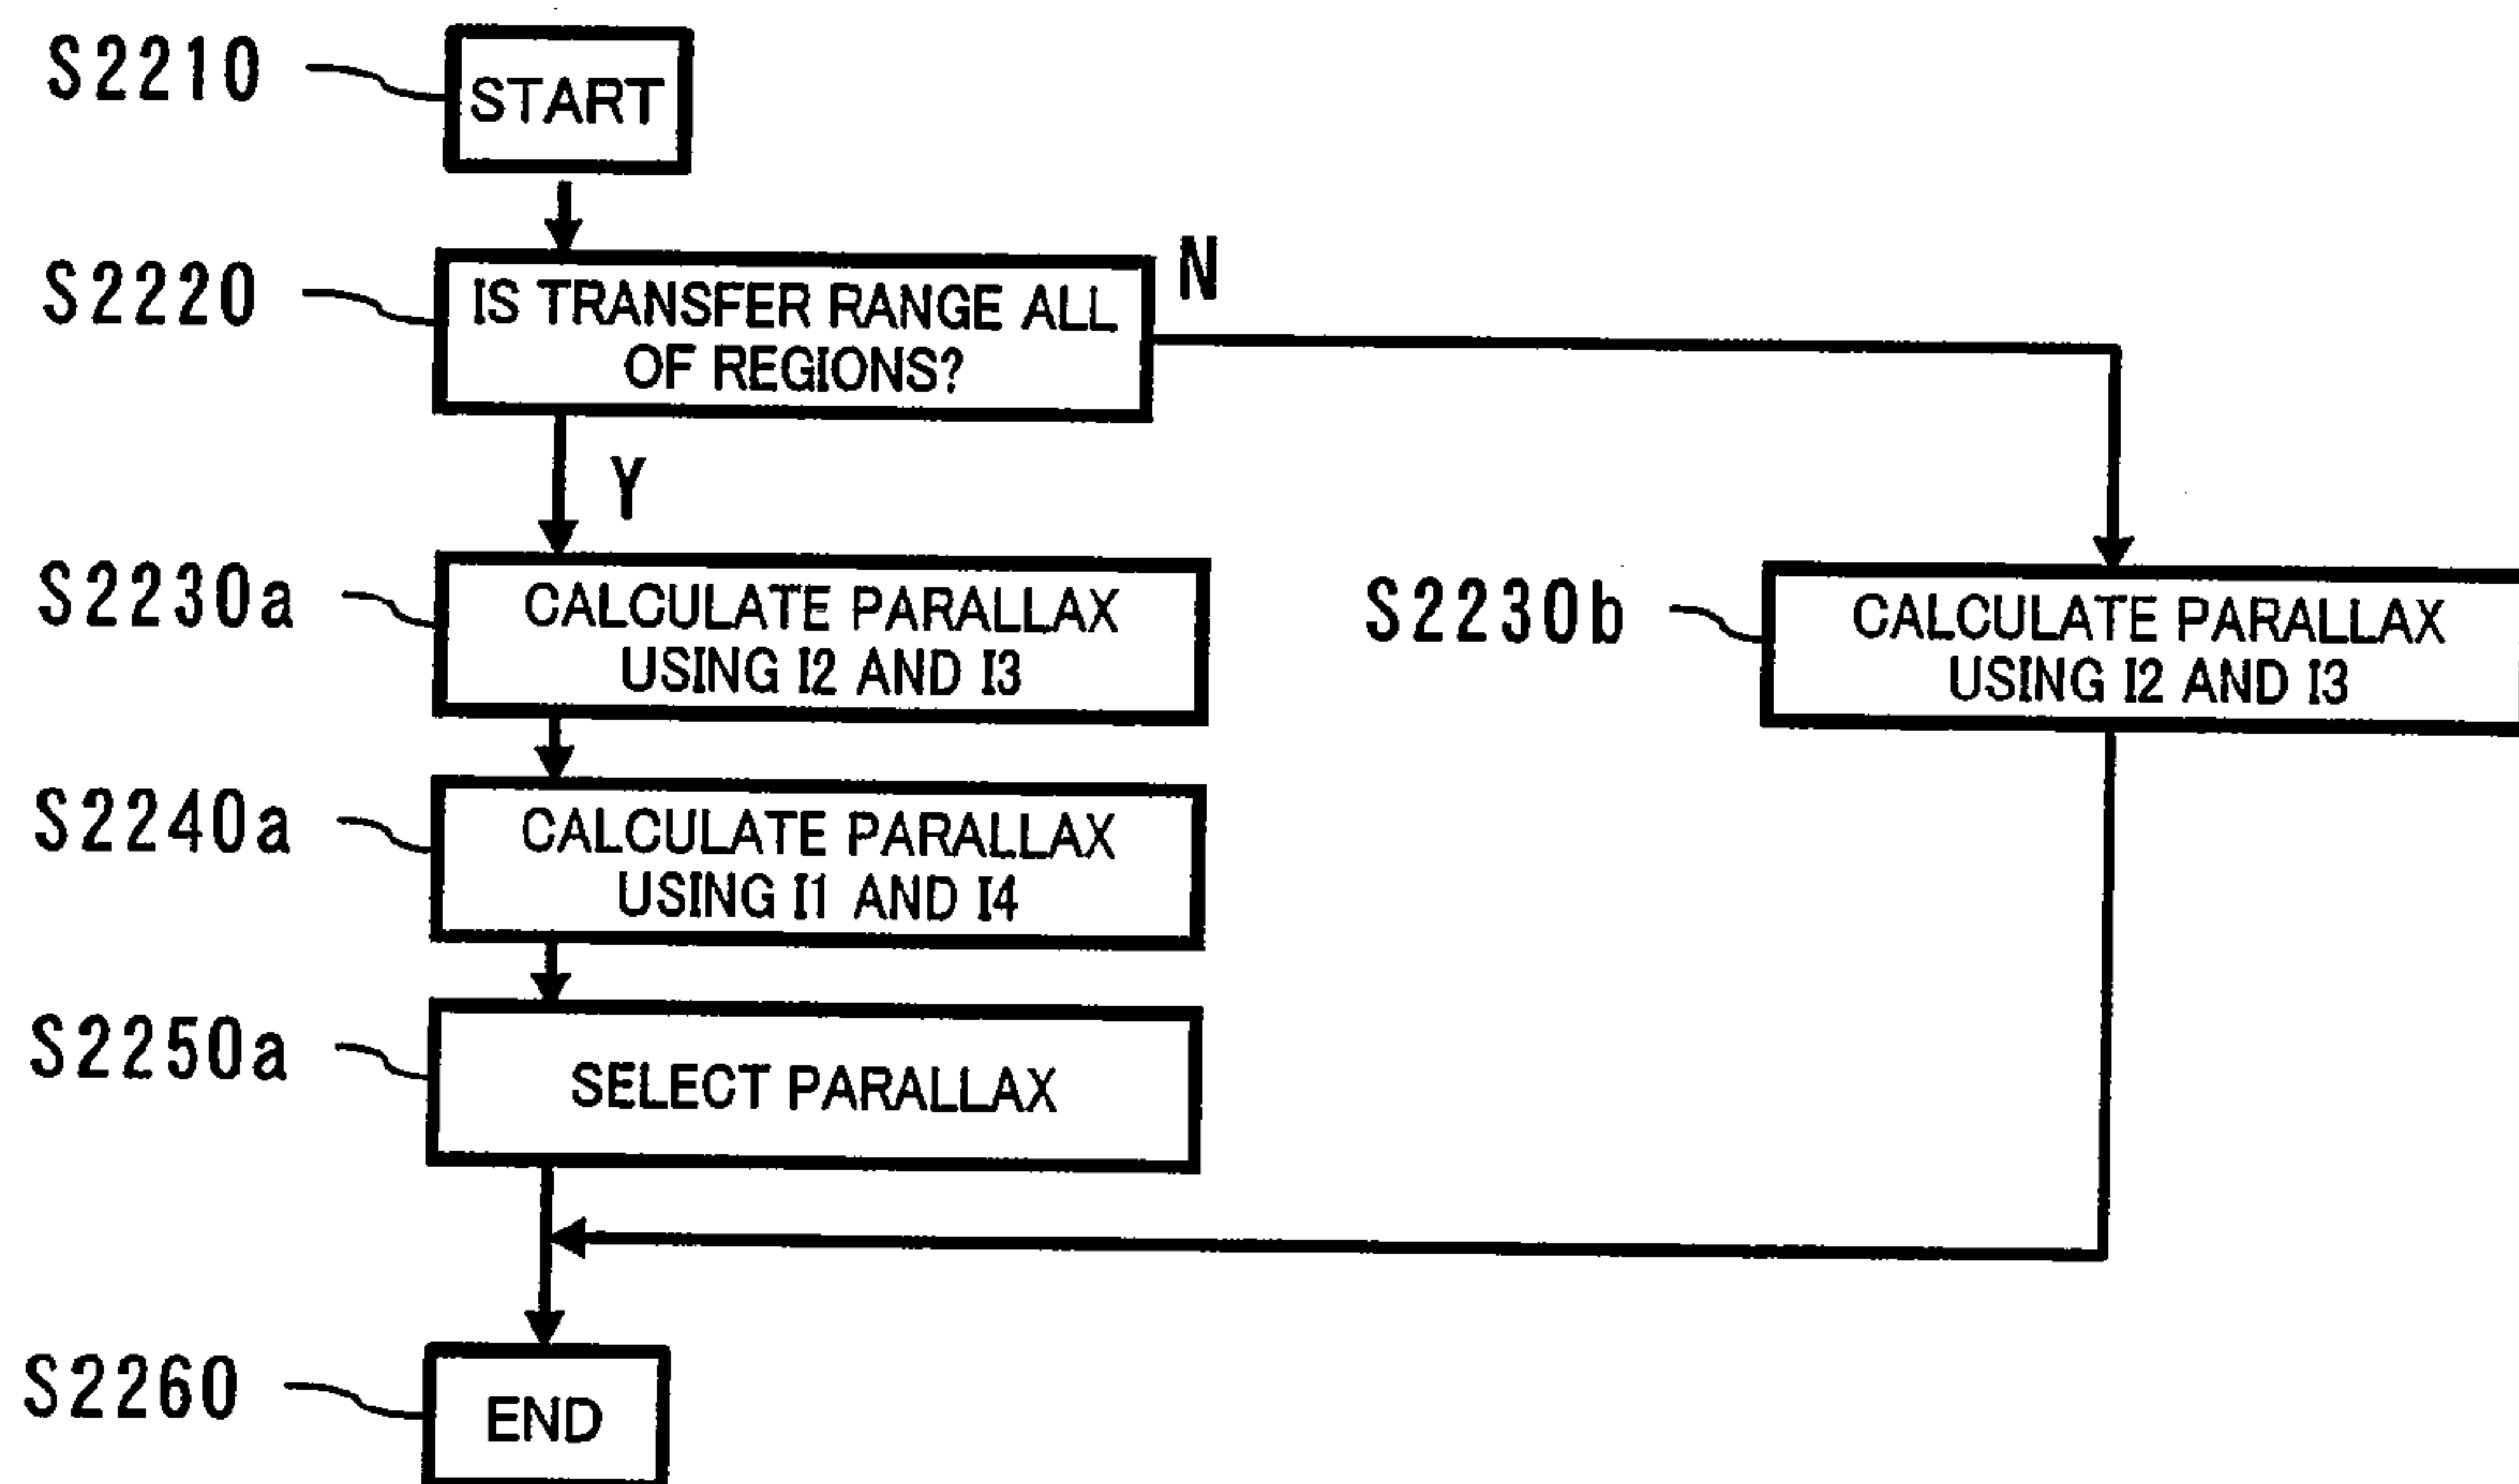 S2210
START
S2220
IS TRANSFER RANGE ALL
OF REGIONS?
N
Y
S2230a
CALCULATE PARALLAX
USING I2 AND I3
S2230b
CALCULATE PARALLAX
USING I2 AND I3
S2240a
CALCULATE PARALLAX
USING I1 AND I4
S2250a
SELECT PARALLAX
S2260
END